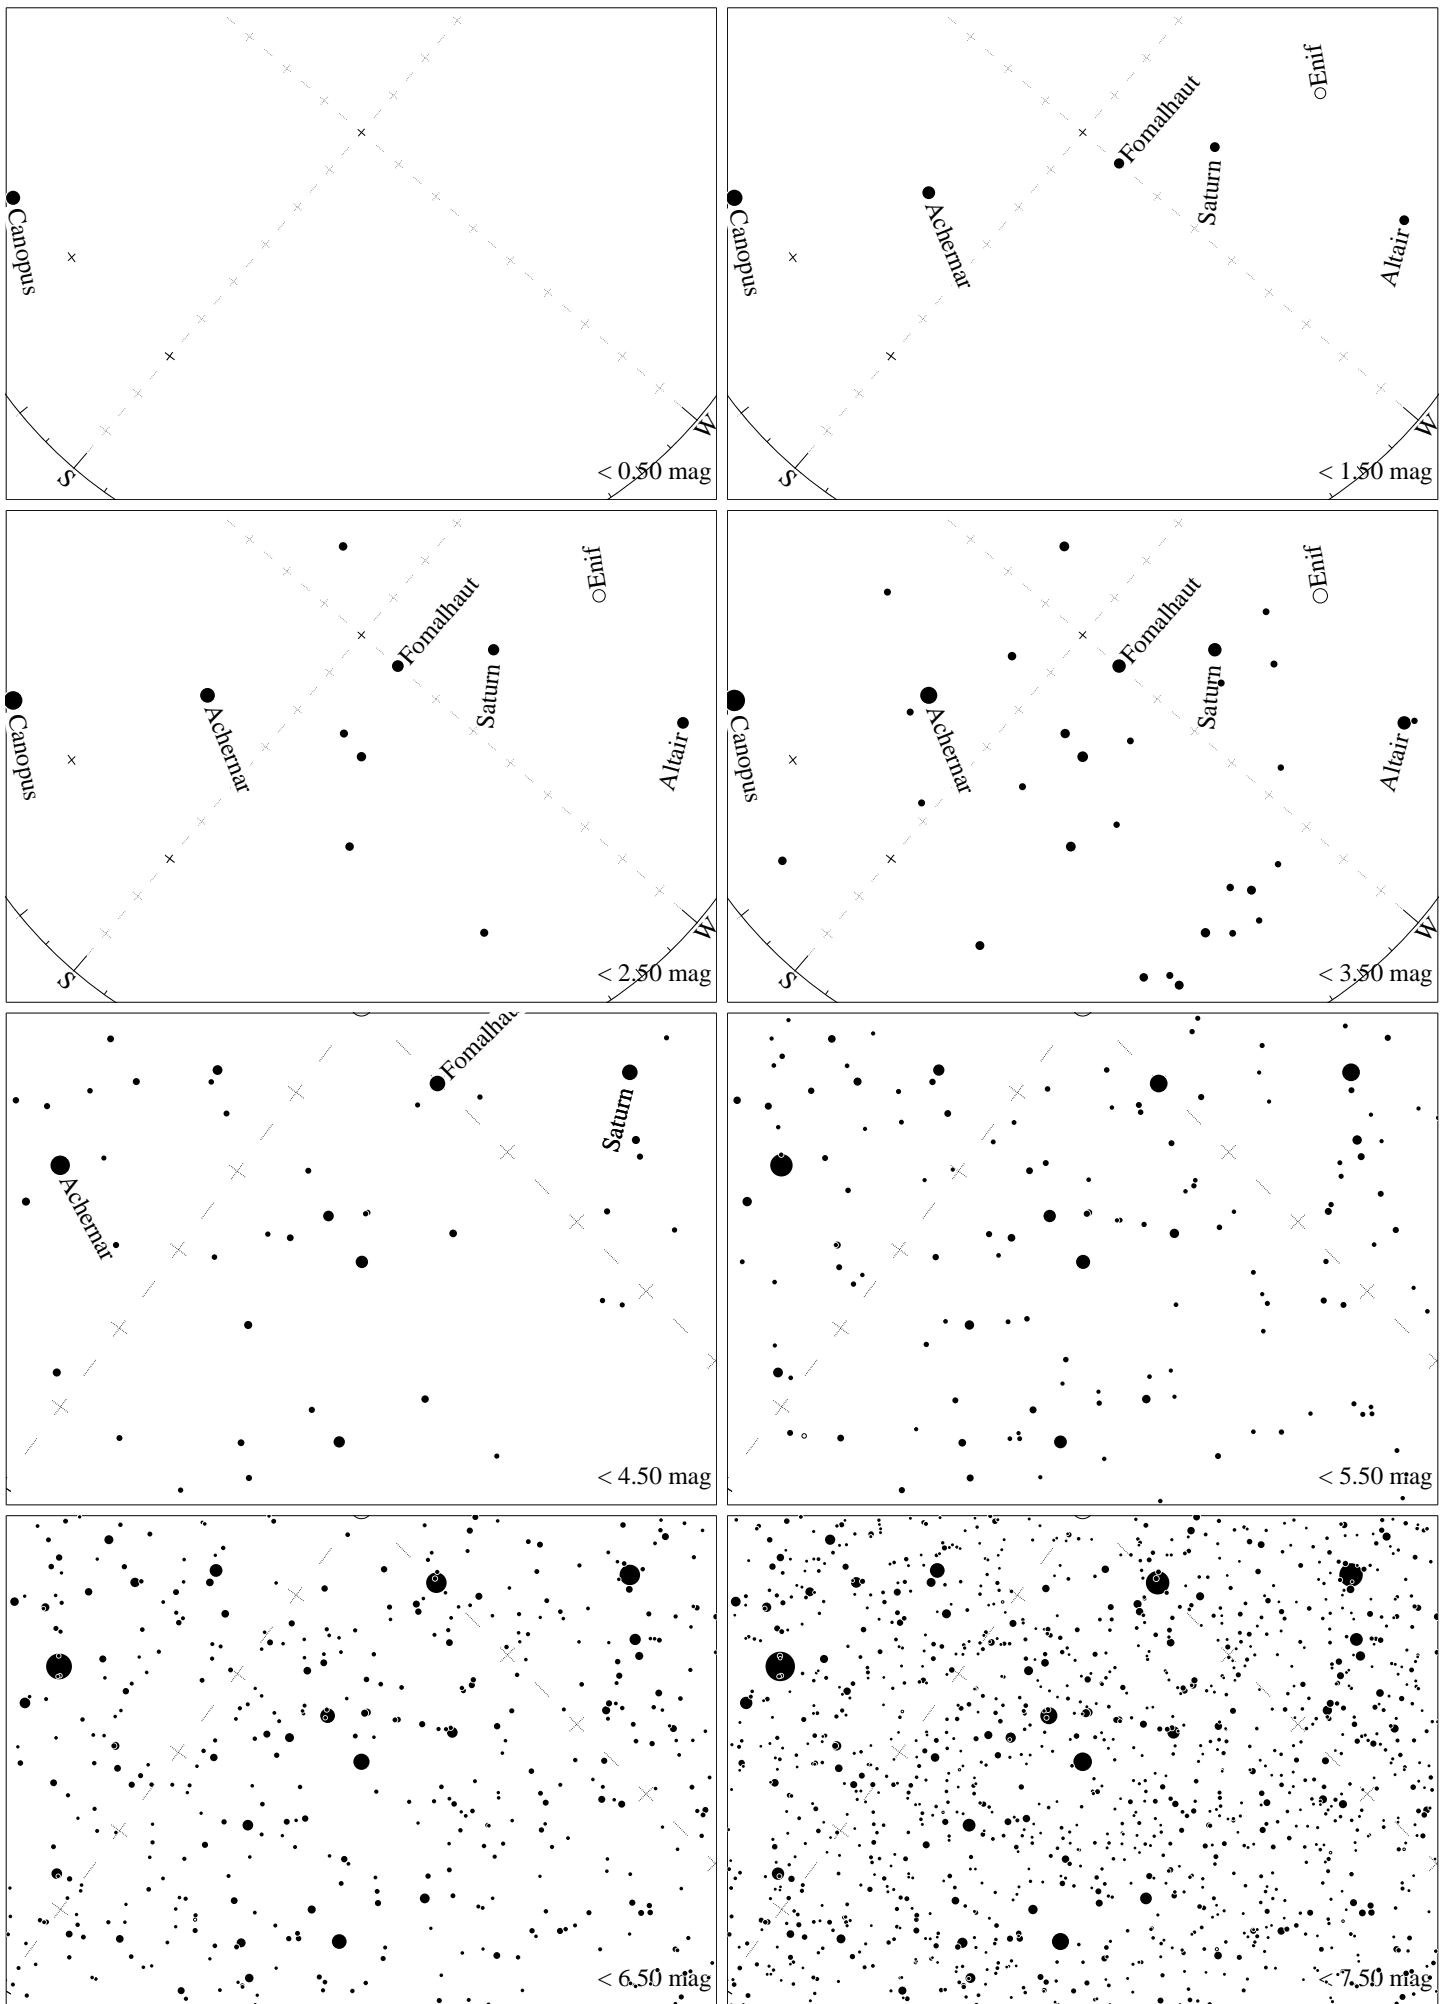 Canopus
S
W
< 0.50 mag
Enif
Fomalhaut
Saturn
Canopus
Achernar
Altair
S
W
< 1.50 mag
Enif
Fomalhaut
Saturn
Canopus
Achernar
Altair
S
W
< 2.50 mag
Enif
Fomalhaut
Saturn
Canopus
Achernar
Altair
S
W
< 3.50 mag
Saturn
Achernar
< 4.50 mag
< 5.50 mag
< 6.50 mag
< 7.50 mag